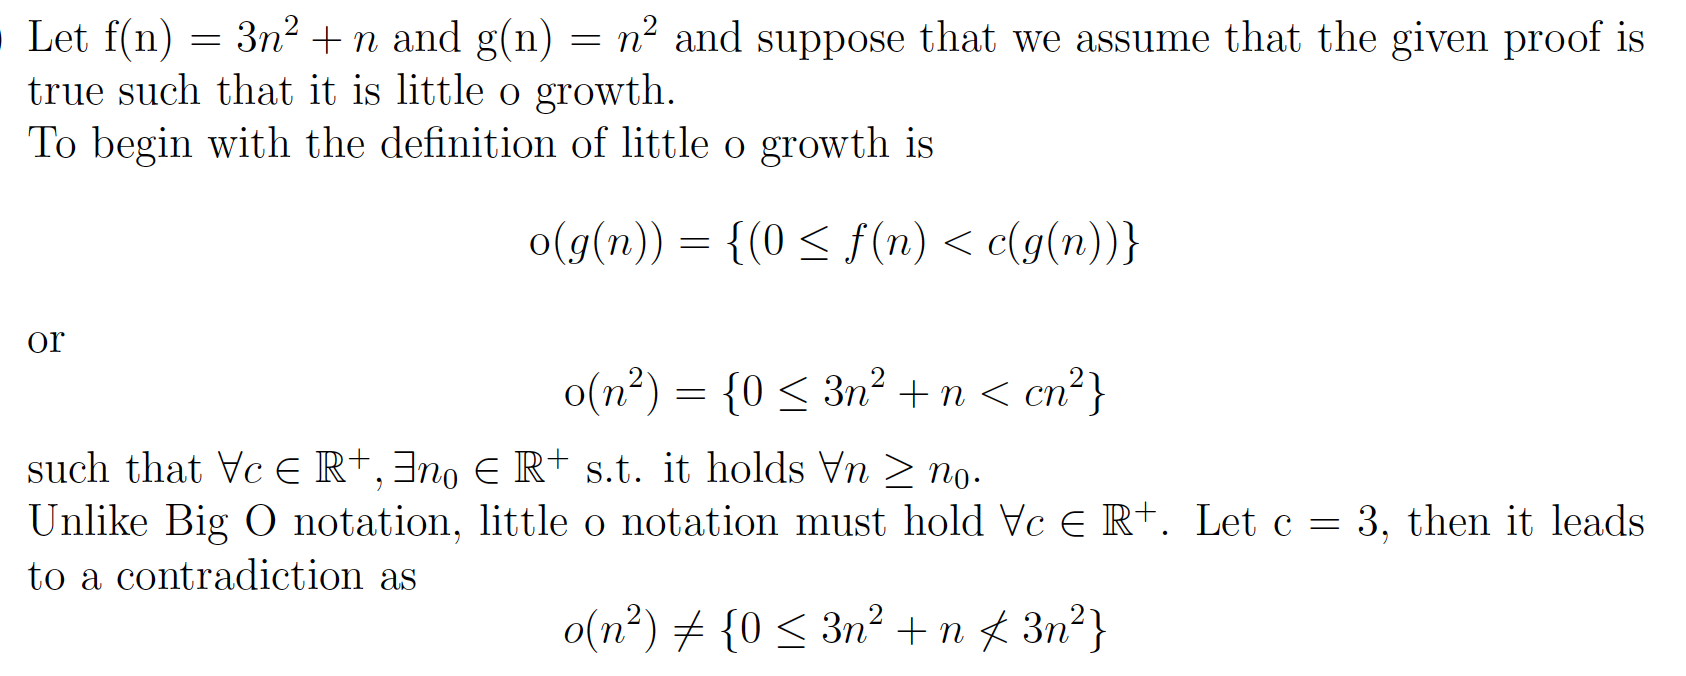 Let f(n) = 3n² + n and g(n) = n² and suppose that we assume that the given proof is
true such that it is little o growth.
To begin with the definition of little o growth is
o(g(n)) = {(0 ≤ f(n) < c(g(n))}
or
o(n²) = {0 ≤ 3n² + n < cn²}
such that ∀c ∈ ℝ⁺, ∃n₀ ∈ ℝ⁺ s.t. it holds ∀n ≥ n₀.
Unlike Big O notation, little o notation must hold ∀c ∈ ℝ⁺. Let c = 3, then it leads
to a contradiction as
o(n²) ≠ {0 ≤ 3n² + n ≮ 3n²}